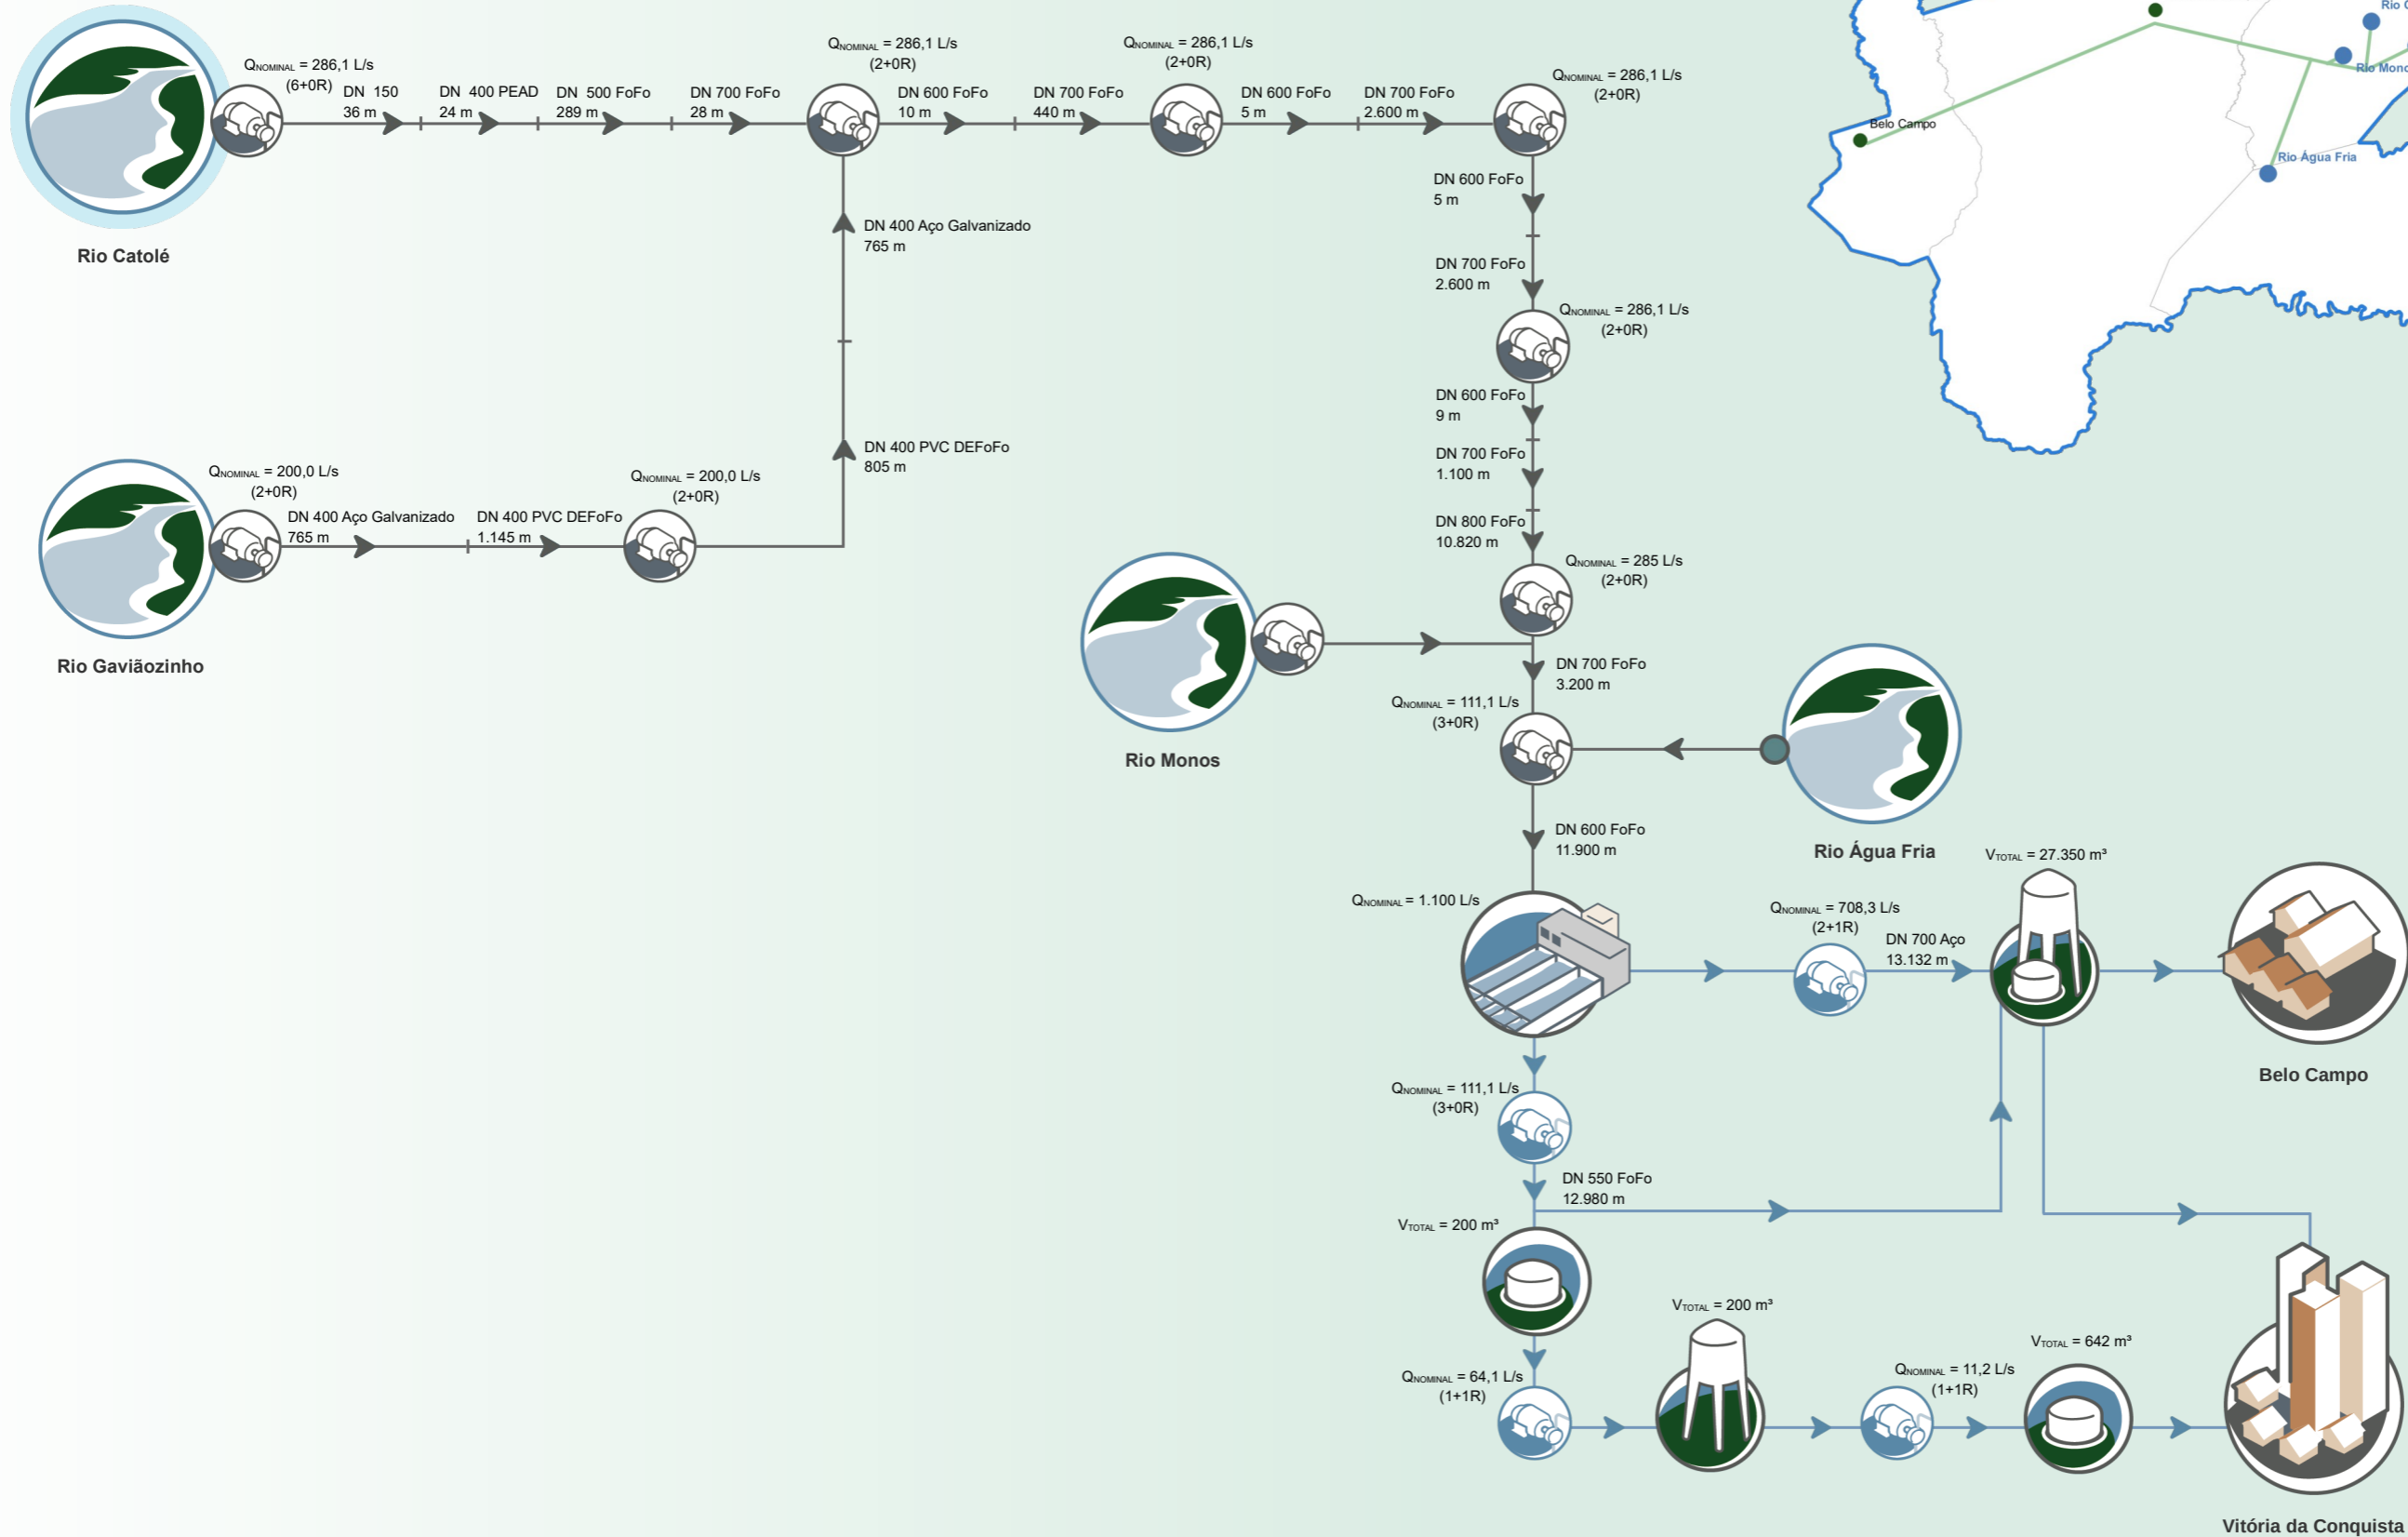 QNOMINAL = 286,1 L/s
(6+0R)
DN 150
36 m
DN 400 PEAD
24 m
DN 500 FoFo
289 m
DN 700 FoFo
28 m
QNOMINAL = 286,1 L/s
(2+0R)
DN 600 FoFo
10 m
DN 700 FoFo
440 m
QNOMINAL = 286,1 L/s
(2+0R)
DN 600 FoFo
5 m
DN 700 FoFo
2.600 m
QNOMINAL = 286,1 L/s
(2+0R)
Rio Catolé
DN 400 Aço Galvanizado
765 m
DN 400 PVC DEFoFo
805 m
QNOMINAL = 200,0 L/s
(2+0R)
DN 400 Aço Galvanizado
765 m
DN 400 PVC DEFoFo
1.145 m
QNOMINAL = 200,0 L/s
(2+0R)
Rio Gaviãozinho
DN 600 FoFo
5 m
DN 700 FoFo
2.600 m
QNOMINAL = 286,1 L/s
(2+0R)
DN 600 FoFo
9 m
DN 700 FoFo
1.100 m
DN 800 FoFo
10.820 m
QNOMINAL = 285 L/s
(2+0R)
Rio Monos
DN 700 FoFo
3.200 m
QNOMINAL = 111,1 L/s
(3+0R)
Rio Água Fria
DN 600 FoFo
11.900 m
QNOMINAL = 1.100 L/s
QNOMINAL = 708,3 L/s
(2+1R)
DN 700 Aço
13.132 m
VTOTAL = 27.350 m³
Belo Campo
QNOMINAL = 111,1 L/s
(3+0R)
DN 550 FoFo
12.980 m
VTOTAL = 200 m³
QNOMINAL = 64,1 L/s
(1+1R)
VTOTAL = 200 m³
QNOMINAL = 11,2 L/s
(1+1R)
VTOTAL = 642 m³
Vitória da Conquista
Rio
Rio
Belo Campo
Rio Água Fria